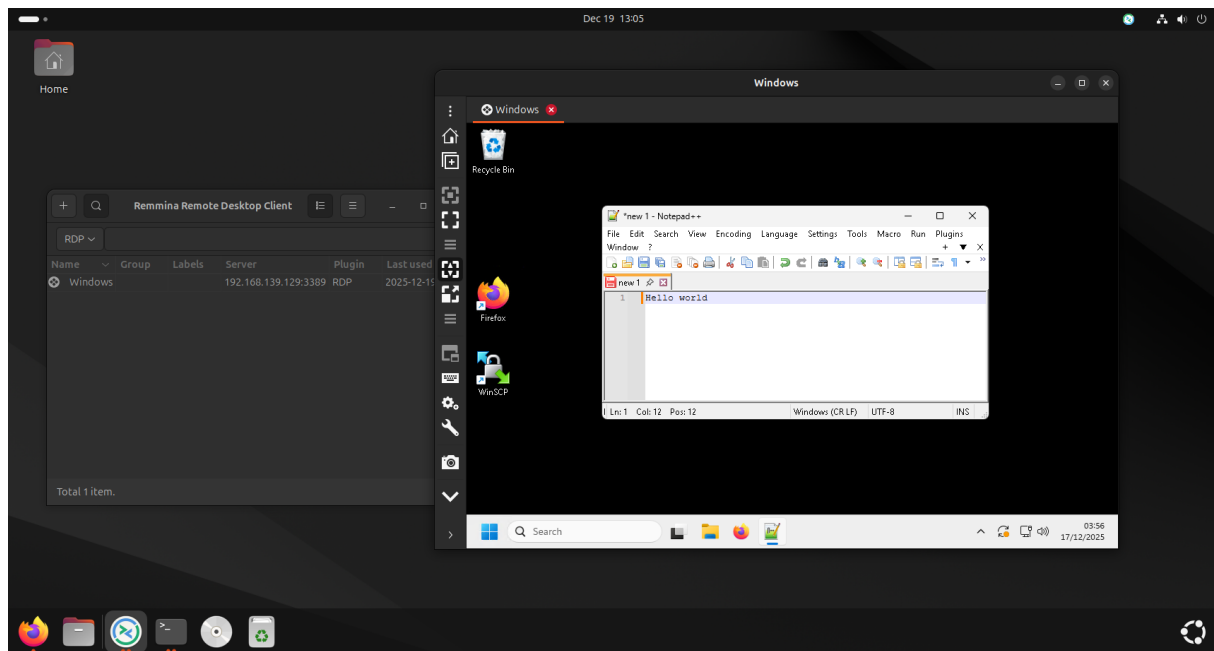 Dec 19 13:05
Home
Windows
Windows
Remmina Remote Desktop Client
RDP
Name Group Labels Server Plugin Last used
Windows 192.168.139.129:3389 RDP 2025-12-19
Total 1 item.
Recycle Bin
Firefox
WinSCP
*new 1 - Notepad++
File Edit Search View Encoding Language Settings Tools Macro Run Plugins
Window ? + ▼ X
new 1
1 Hello world
Ln: 1 Col: 12 Pos: 12 Windows (CR LF) UTF-8 INS
Search
03:56
17/12/2025